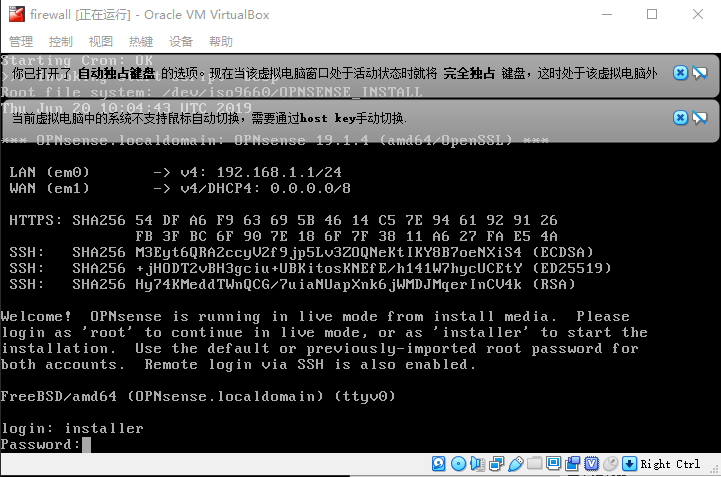 firewall [正在运行] - Oracle VM VirtualBox
管理 控制 视图 热键 设备 帮助
Starting Cron: OK
你已打开了 自动独占键盘 的选项。现在当该虚拟电脑窗口处于活动状态时就将 完全独占 键盘，这时处于该虚拟电脑外
Root file system: /dev/iso9660/OPNSENSE_INSTALL
Thu Jun 20 10:04:43 UTC 2019
当前虚拟电脑中的系统不支持鼠标自动切换，需要通过host key手动切换.
*** OPNsense.localdomain: OPNsense 19.1.4 (amd64/OpenSSL) ***
LAN (em0) -> v4: 192.168.1.1/24
WAN (em1) -> v4/DHCP4: 0.0.0.0/8
HTTPS: SHA256 54 DF A6 F9 63 69 5B 46 14 C5 7E 94 61 92 91 26
FB 3F BC 6F 90 7E 18 6F 7F 38 11 A6 27 FA E5 4A
SSH: SHA256 M3Eyt6QRA2ccyV2f9jp5Lv3ZOQNeKtIKY8B7oeNXiS4 (ECDSA)
SSH: SHA256 +jHODT2vBH3gciu+UBKitosKNEfE/h141W7hycUCEtY (ED25519)
SSH: SHA256 Hy74KMeddTWnQCG/7uiaNUapXnk6jWMDJMqerInCV4k (RSA)
Welcome! OPNsense is running in live mode from install media. Please
login as 'root' to continue in live mode, or as 'installer' to start the
installation. Use the default or previously-imported root password for
both accounts. Remote login via SSH is also enabled.
FreeBSD/amd64 (OPNsense.localdomain) (ttyv0)
login: installer
Password:
Right Ctrl